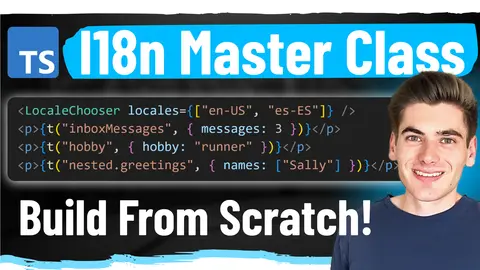 TS
I18n Master Class
<LocaleChooser locales={["en-US", "es-ES"]} />
<p>{t("inboxMessages", { messages: 3 })}</p>
<p>{t("hobby", { hobby: "runner" })}</p>
<p>{t("nested.greetings", { names: ["Sally"] })}</p>
Build From Scratch!